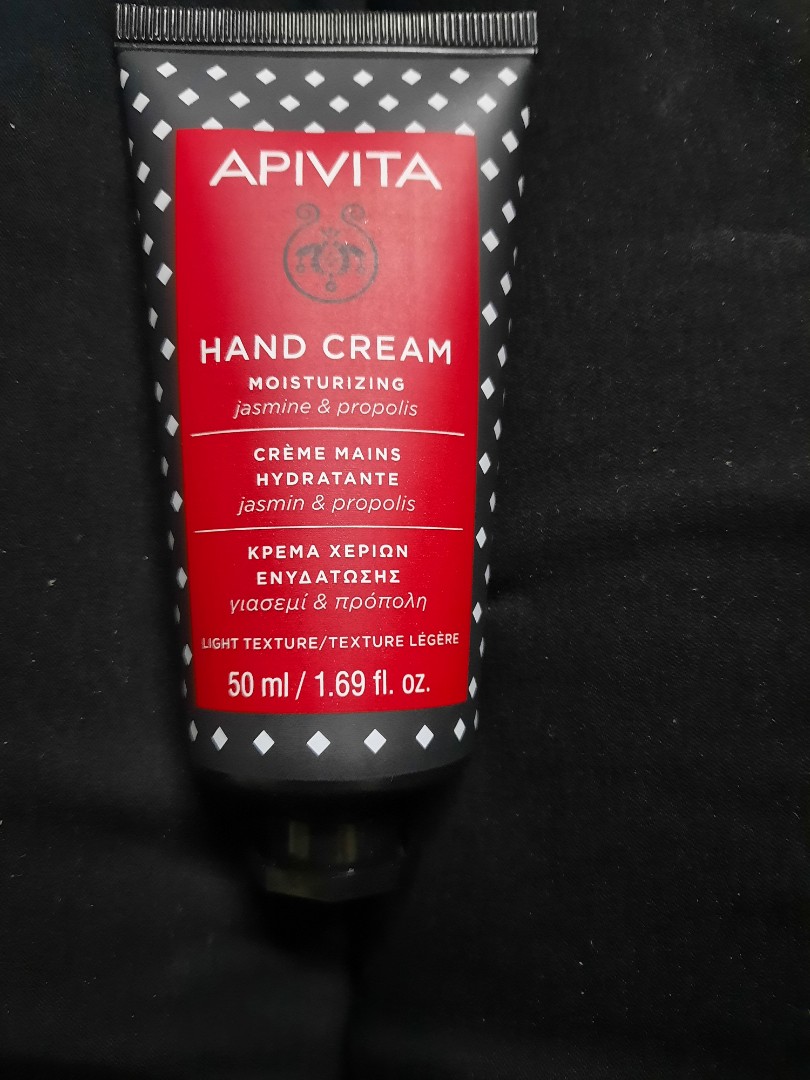 APIVITA
HAND CREAM
MOISTURIZING
jasmine & propolis
CRÈME MAINS
HYDRATANTE
jasmin & propolis
ΚΡΕΜΑ ΧΕΡΙΩΝ
ΕΝΥΔΑΤΩΣΗΣ
γιασεμί & πρόπολη
LIGHT TEXTURE/TEXTURE LÉGÈRE
50 ml / 1.69 fl. oz.